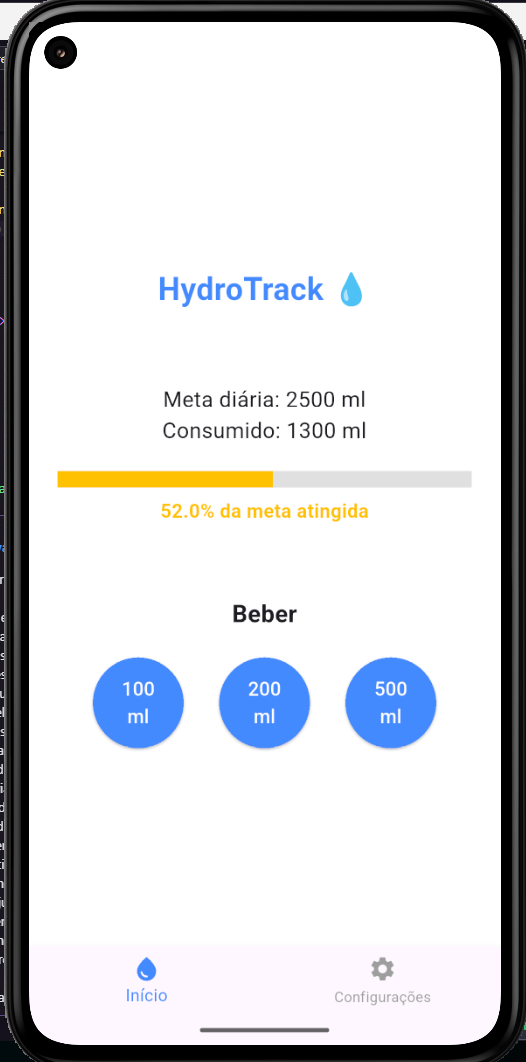 HydroTrack
Meta diária: 2500 ml
Consumido: 1300 ml
52.0% da meta atingida
Beber
100
ml
200
ml
500
ml
Início
Configurações